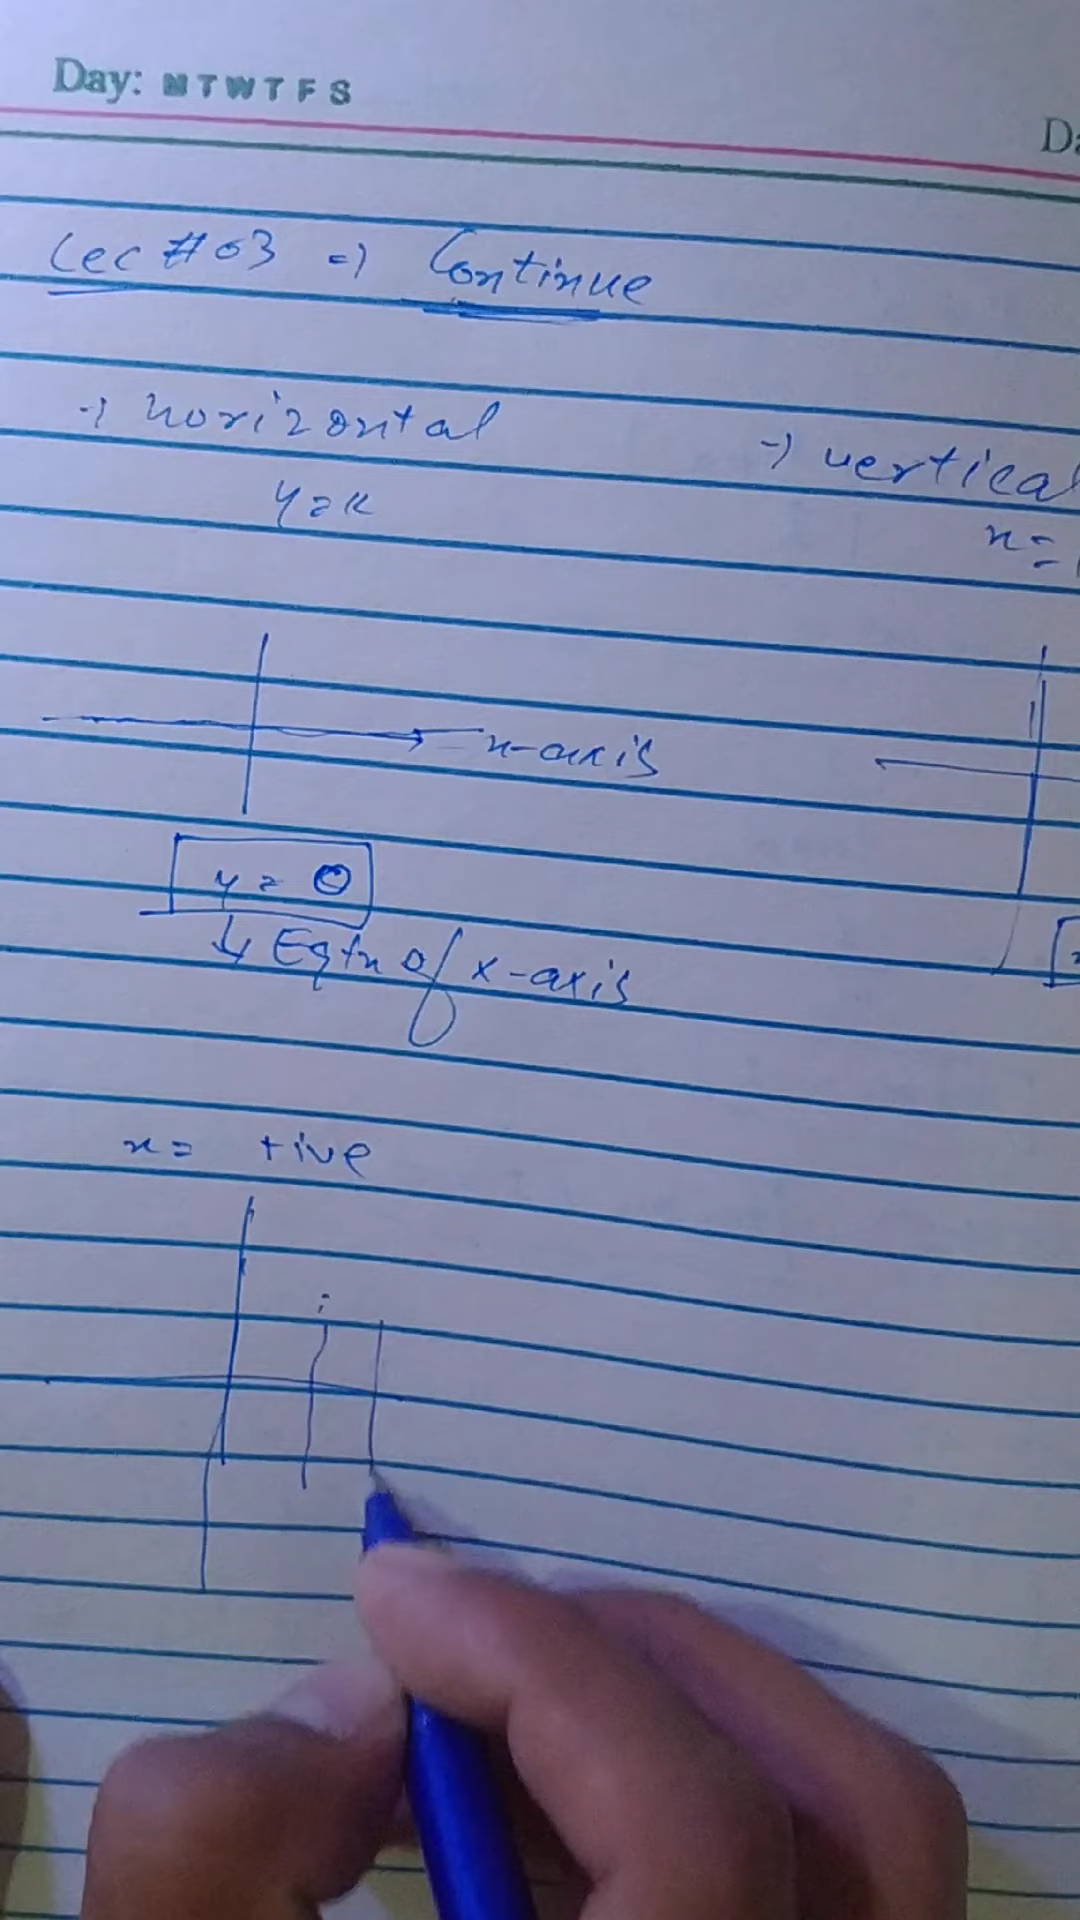 Day: M T W T F S
Lec # 03 => Continue
→ horizontal
→ vertical
y = k
x =
x-axis
y = 0
↓ Eqtn of x-axis
x = +ive